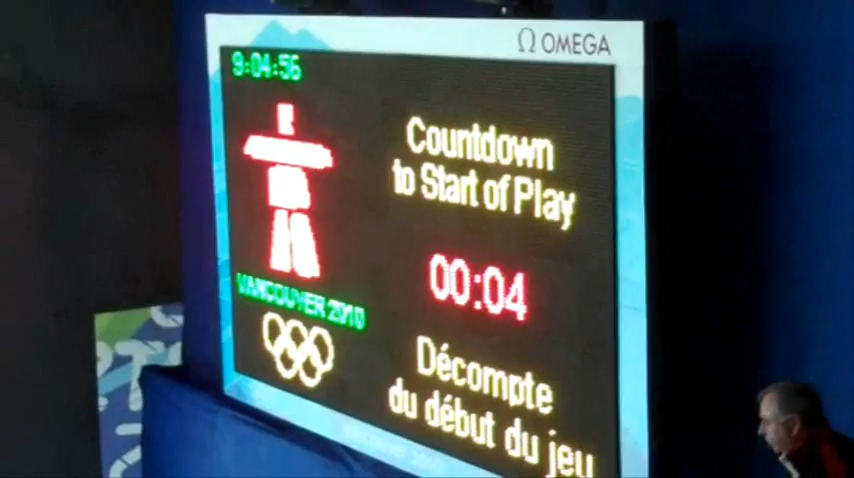 Ω OMEGA
9:04:56
Countdown
to Start of Play
00:04
VANCOUVER 2010
Décompte
du début du jeu